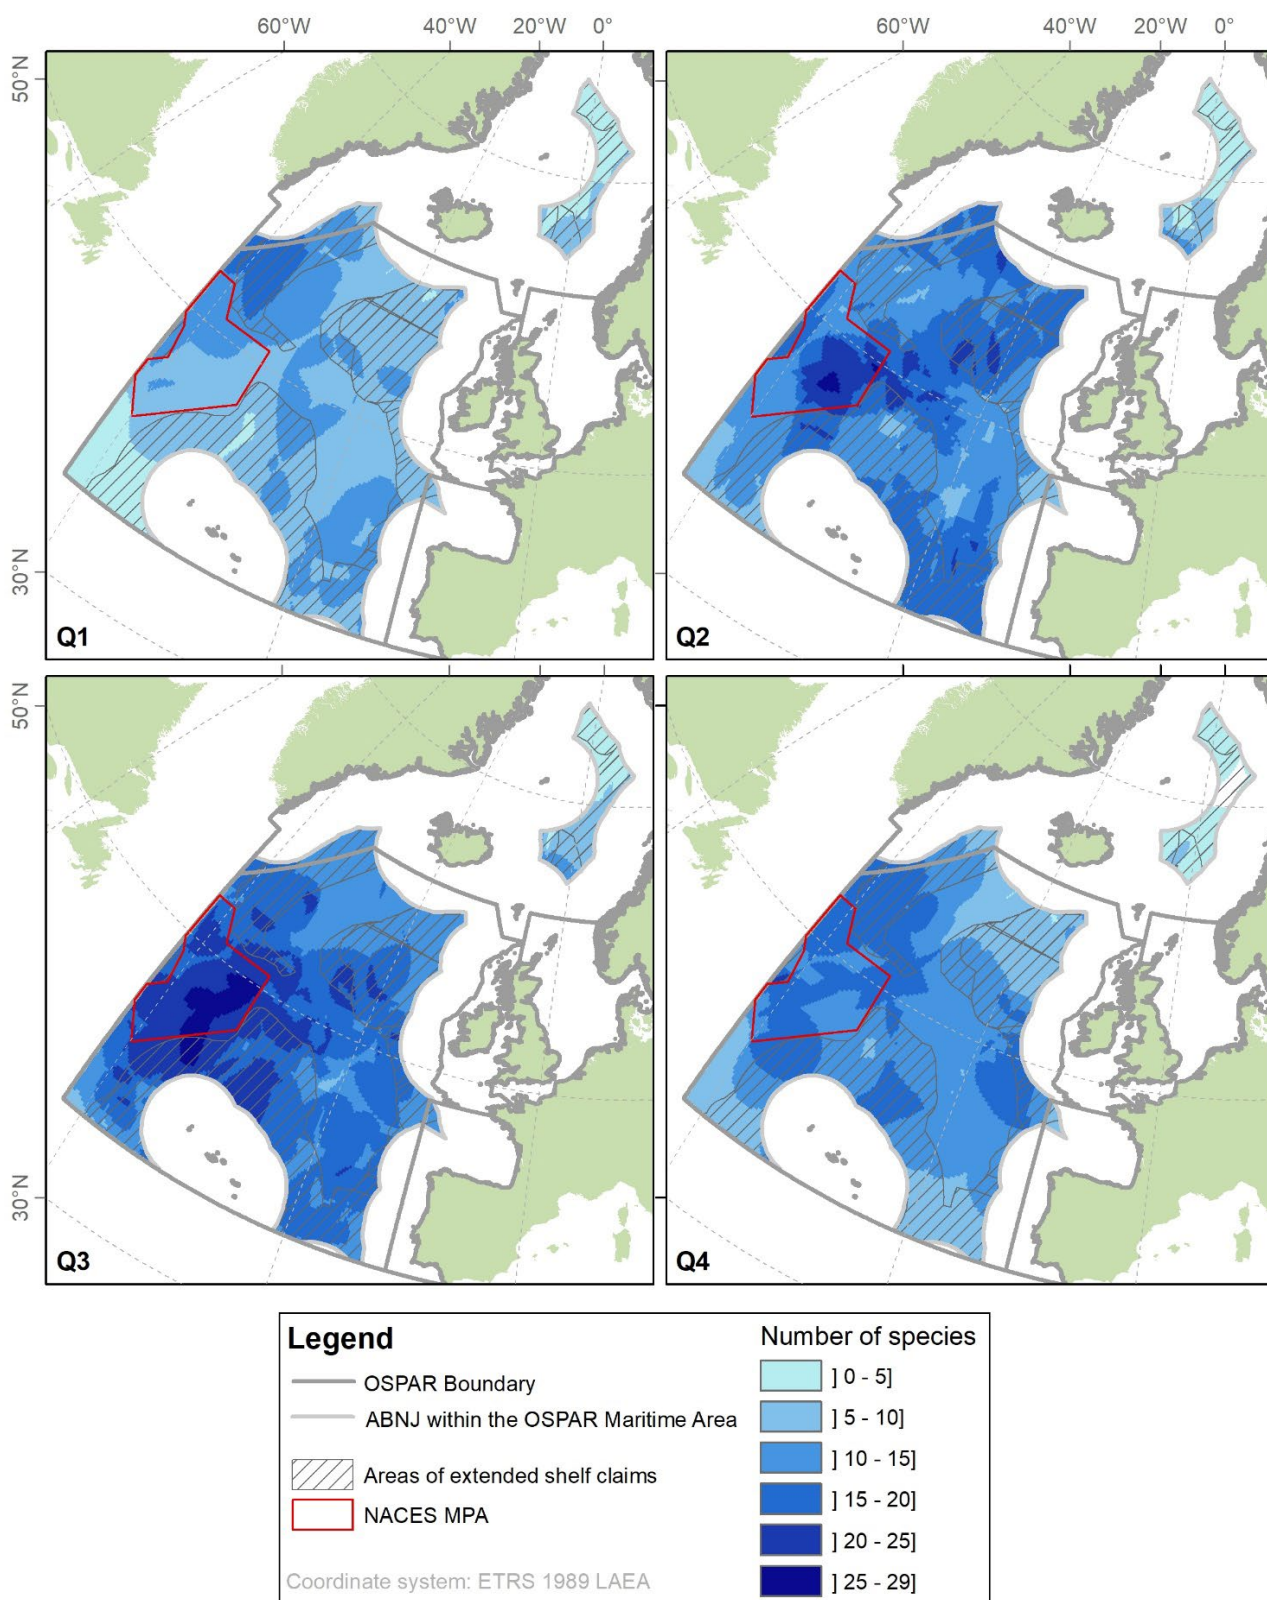 60°W 40°W 20°W 0° 60°W 40°W 20°W 0°
50°N
30°N
Q1 Q2
50°N
30°N
Q3 Q4
Legend
OSPAR Boundary
ABNJ within the OSPAR Maritime Area
Areas of extended shelf claims
NACES MPA
Coordinate system: ETRS 1989 LAEA
Number of species
] 0 - 5]
] 5 - 10]
] 10 - 15]
] 15 - 20]
] 20 - 25]
] 25 - 29]